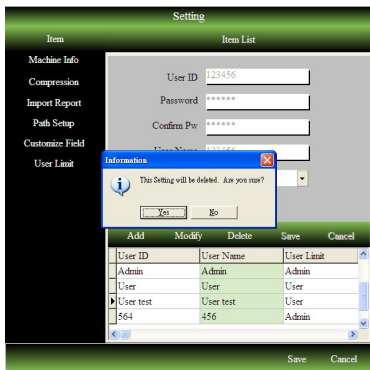 Setting
Item
Item List
Machine Info
Compression
Import Report
Path Setup
Customize Field
User Limit
User ID 123456
Password ******
Confirm Pw ******
User Name 123456
Information
This Setting will be deleted. Are you sure?
Yes No
Add Modify Delete Save Cancel
User ID User Name User Limit
Admin Admin Admin
User User User
User test User test User
564 456 Admin
Save Cancel